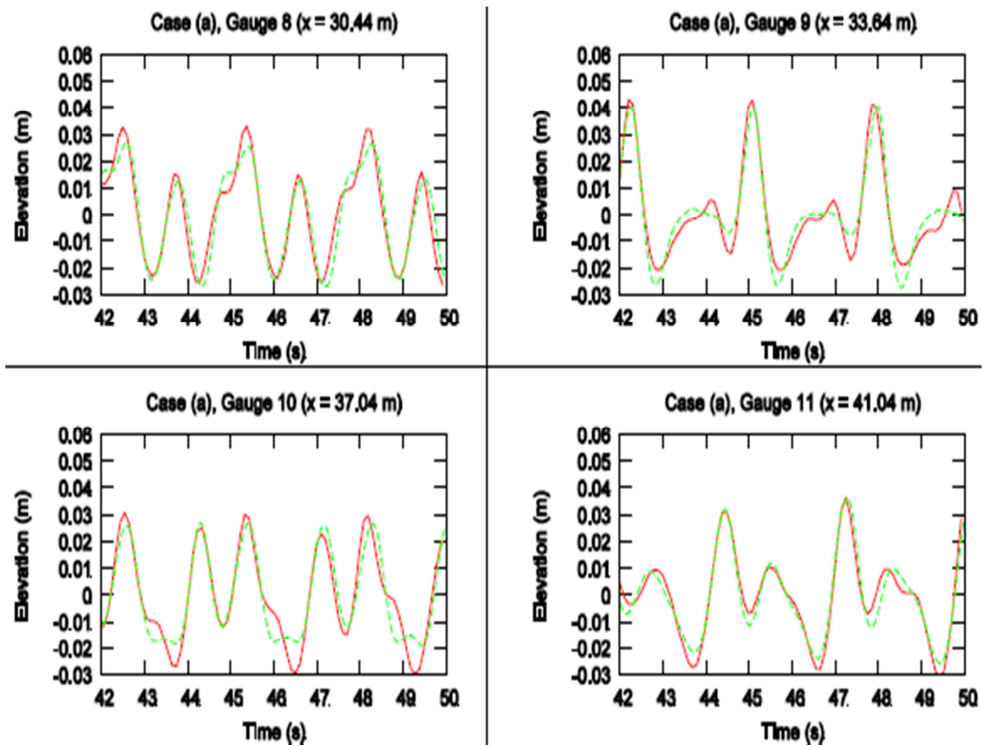 Case (a), Gauge 8 (x = 30.44 m)
0.06
0.05
0.04
0.03
0.02
0.01
0
-0.01
-0.02
-0.03
Elevation (m)
42 43 44 45 46 47. 48 49 50.
Time (s).
Case (a), Gauge 9 (x = 33.64 m).
0.06
0.05
0.04
0.03
0.02
0.01
0
-0.01
-0.02
-0.03
Elevation (m)
42 43 44 45 46 47. 48 49 50.
Time (s).
Case (a), Gauge 10 (x = 37.04 m)
0.06
0.05
0.04
0.03
0.02
0.01
0
-0.01
-0.02
-0.03
Elevation (m)
42 43 44 45 46 47. 48 49 50.
Time (s).
Case (a), Gauge 11 (x = 41.04 m)
0.06
0.05
0.04
0.03
0.02
0.01
0
-0.01
-0.02
-0.03
Elevation (m)
42 43 44 45 46 47. 48 49 50.
Time (s).